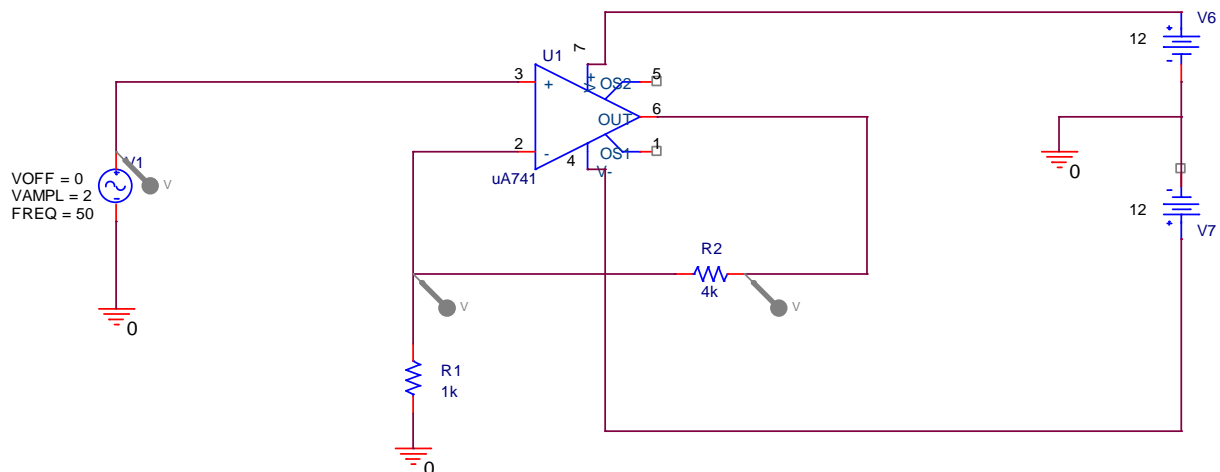 V6
12
7
U1
3
+
V+
OS2
5
6
OUT
2
-
OS1
1
4
V-
uA741
0
V1
V
VOFF = 0
VAMPL = 2
FREQ = 50
+
-
12
V7
R2
4k
V
V
0
R1
1k
0